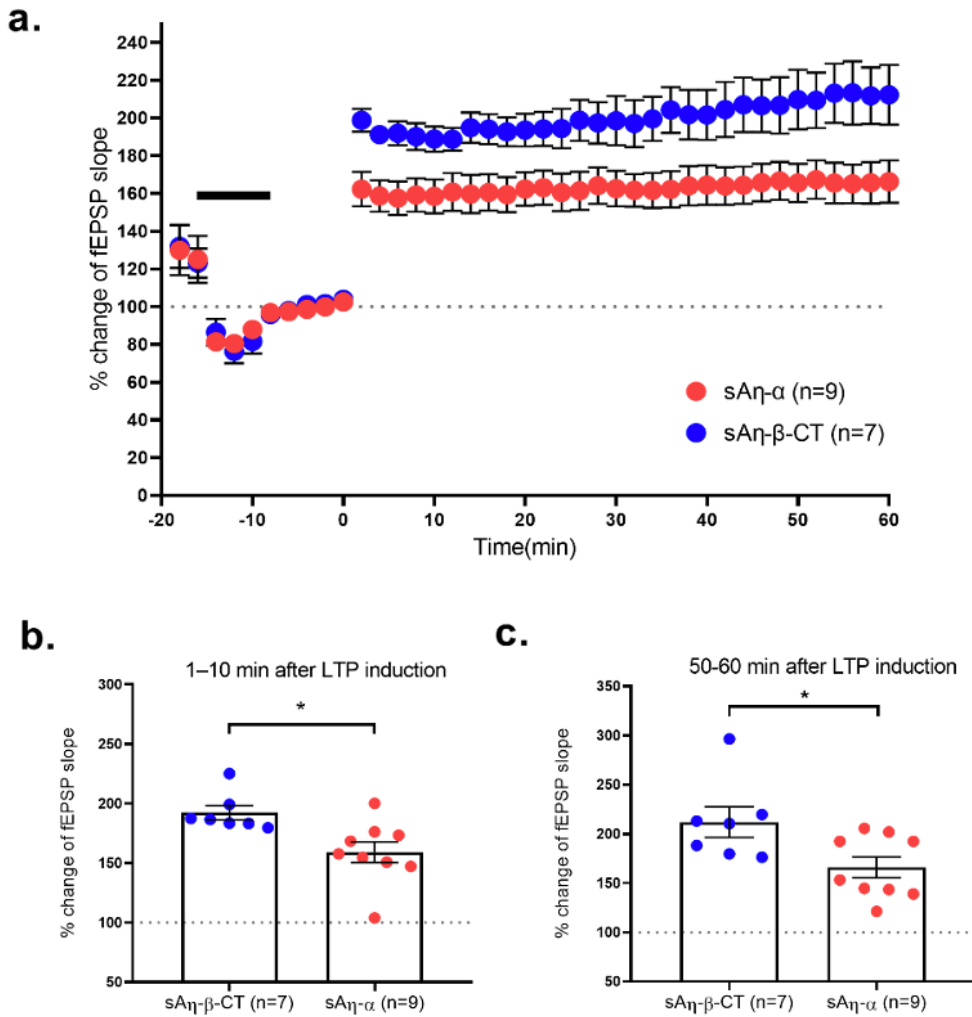 a.
% change of fEPSP slope
240
220
200
180
160
140
120
100
80
60
40
20
0
-20 -10 0 10 20 30 40 50 60
Time(min)
sAη-α (n=9)
sAη-β-CT (n=7)
b.
1–10 min after LTP induction
% change of fEPSP slope
300
250
200
150
100
50
*
sAη-β-CT (n=7) sAη-α (n=9)
c.
50-60 min after LTP induction
% change of fEPSP slope
350
300
250
200
150
100
50
*
sAη-β-CT (n=7) sAη-α (n=9)